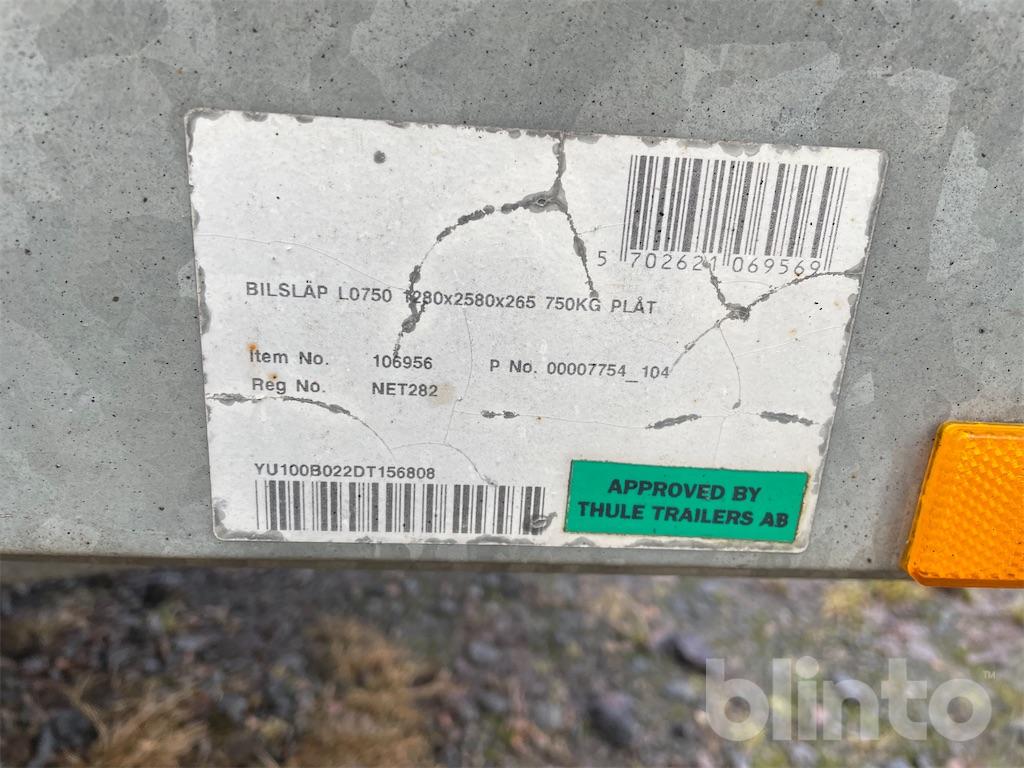 5 702621 069569
BILSLÄP L0750 1280x2580x265 750KG PLÅT
Item No. 106956 P No. 00007754_104
Reg No. NET282
YU100B022DT156808
APPROVED BY
THULE TRAILERS AB
blinto™